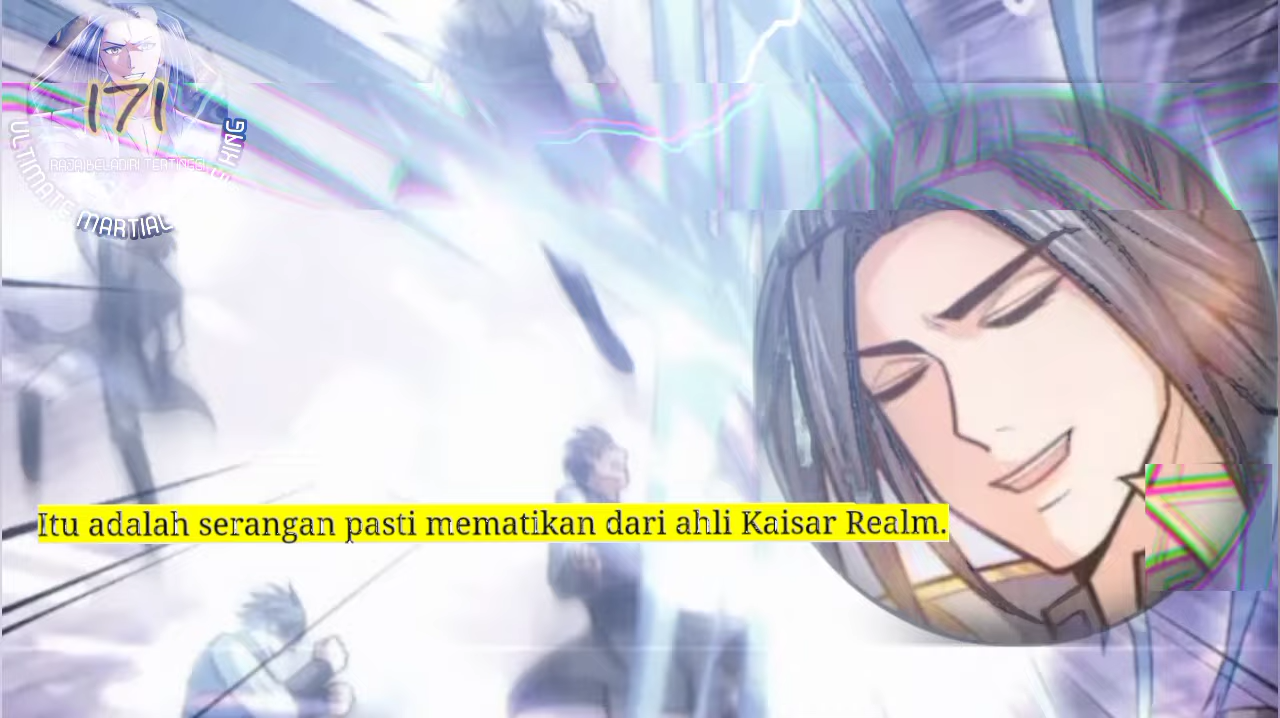 171
RAJA BELADIRI TERTINGGI
ULTIMATE MARTIAL KING
Itu adalah serangan pasti mematikan dari ahli Kaisar Realm.